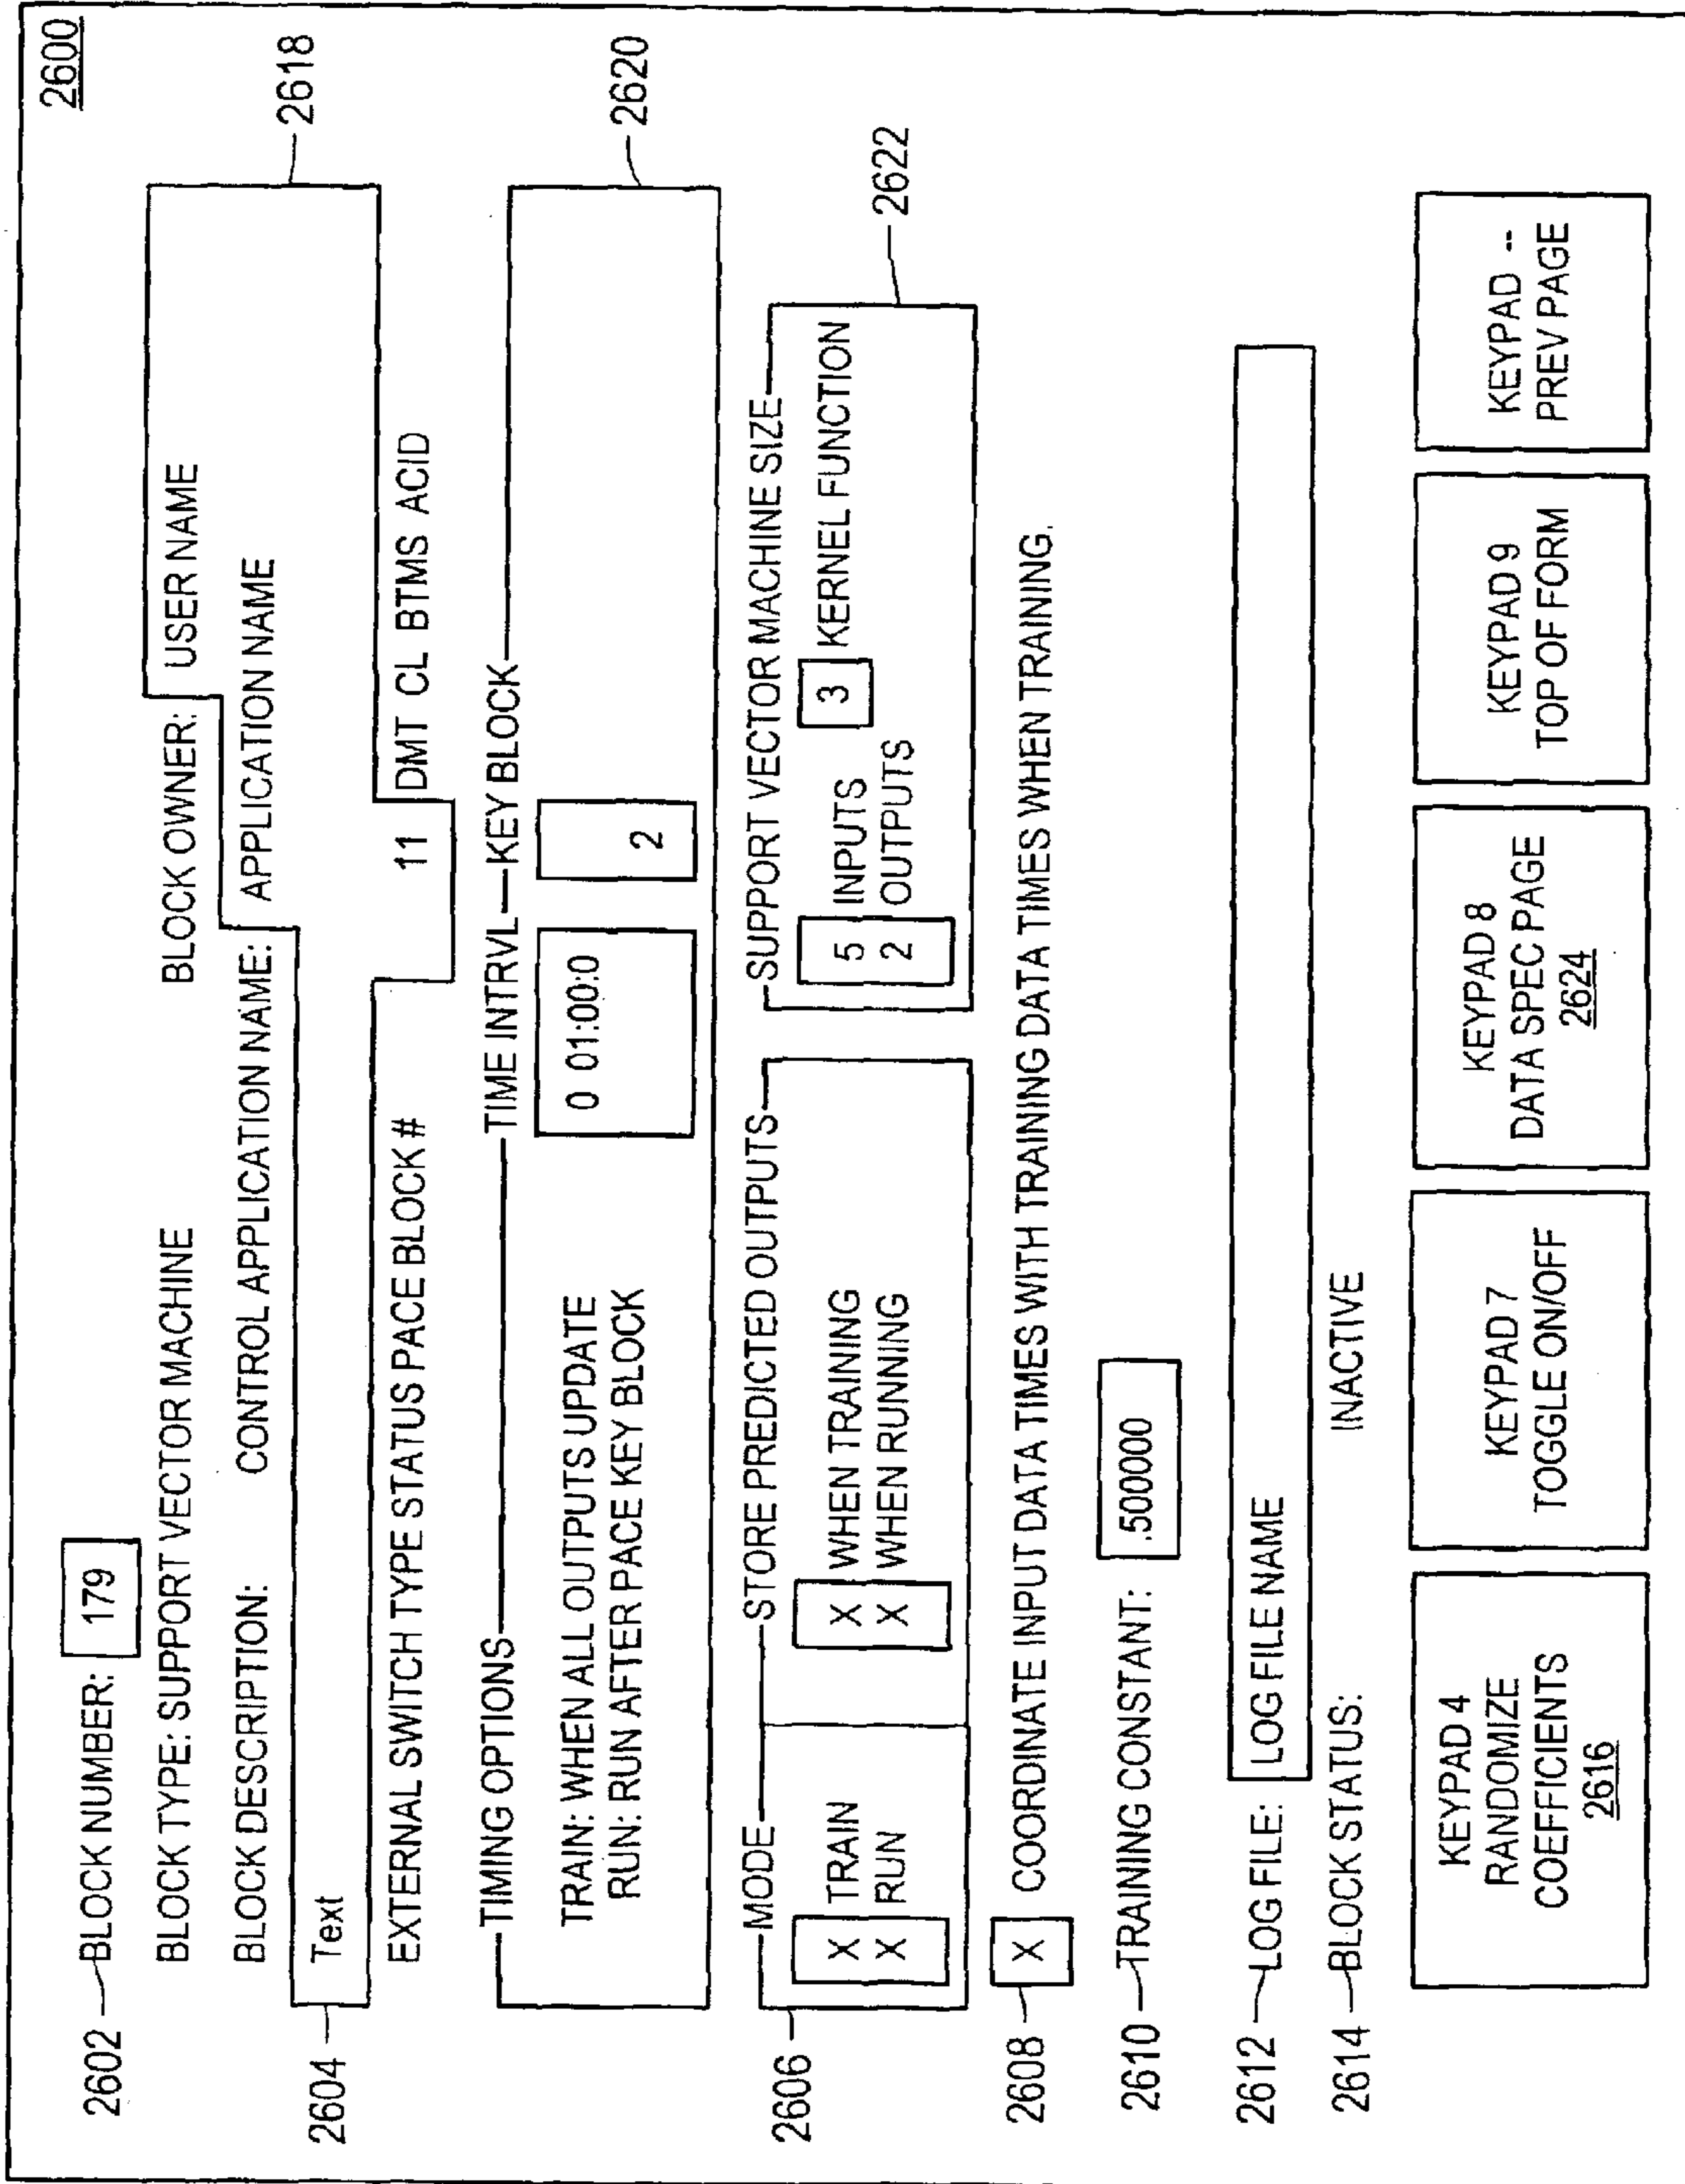 2600
2602 BLOCK NUMBER: 179
BLOCK TYPE: SUPPORT VECTOR MACHINE
BLOCK OWNER: USER NAME
2618
BLOCK DESCRIPTION: CONTROL APPLICATION NAME: APPLICATION NAME
2604 Text
EXTERNAL SWITCH TYPE STATUS PACE BLOCK # 11 DMT CL BTMS ACID
TIMING OPTIONS TIME INTRVL KEY BLOCK
2620
TRAIN: WHEN ALL OUTPUTS UPDATE 0 01:00:0 2
RUN: RUN AFTER PACE KEY BLOCK
2606 MODE STORE PREDICTED OUTPUTS SUPPORT VECTOR MACHINE SIZE
2622
X TRAIN X WHEN TRAINING 5 INPUTS 3 KERNEL FUNCTION
X RUN X WHEN RUNNING 2 OUTPUTS
2608 X COORDINATE INPUT DATA TIMES WITH TRAINING DATA TIMES WHEN TRAINING.
2610 TRAINING CONSTANT: .500000
2612 LOG FILE: LOG FILE NAME
2614 BLOCK STATUS: INACTIVE
KEYPAD 4
RANDOMIZE
COEFFICIENTS
2616
KEYPAD 7
TOGGLE ON/OFF
KEYPAD 8
DATA SPEC PAGE
2624
KEYPAD 9
TOP OF FORM
KEYPAD --
PREV PAGE